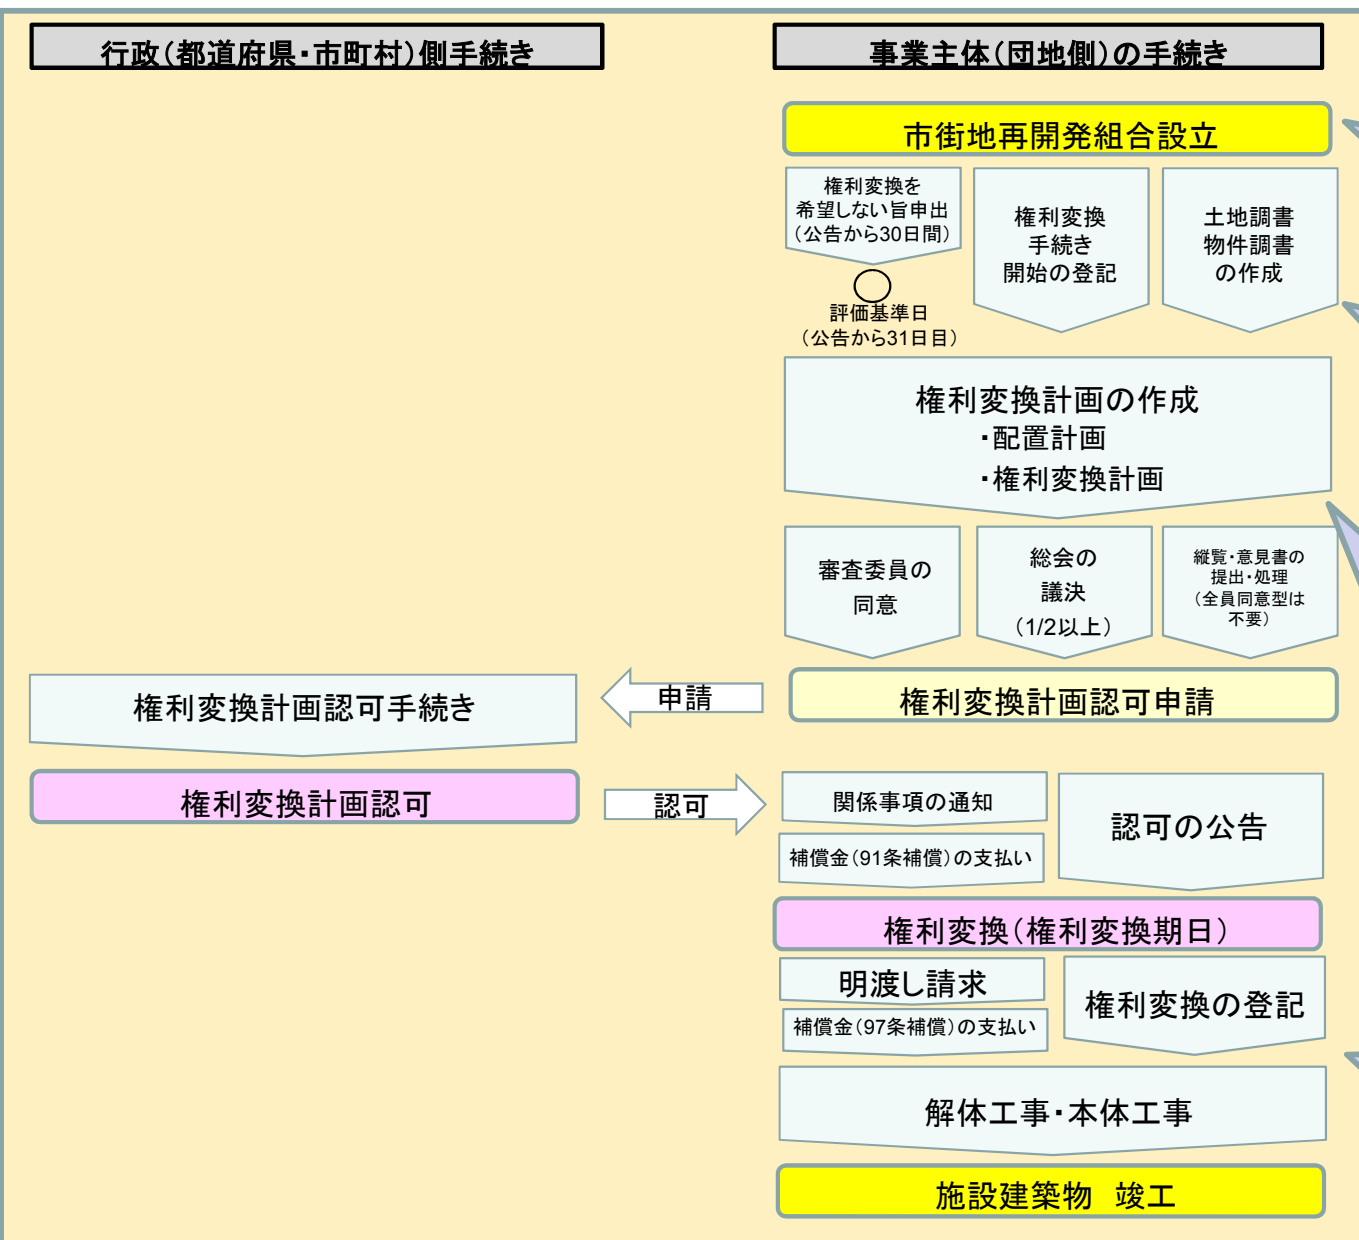 行政(都道府県・市町村)側手続き
事業主体(団地側)の手続き
市街地再開発組合設立
権利変換を
希望しない旨申出
(公告から30日間)
評価基準日
(公告から31日目)
権利変換
手続き
開始の登記
土地調書
物件調書
の作成
権利変換計画の作成
・配置計画
・権利変換計画
審査委員の
同意
総会の
議決
(1/2以上)
縦覧・意見書の
提出・処理
(全員同意型は
不要)
権利変換計画認可手続き
申請
権利変換計画認可申請
権利変換計画認可
認可
関係事項の通知
補償金(91条補償)の支払い
認可の公告
権利変換(権利変換期日)
明渡し請求
補償金(97条補償)の支払い
権利変換の登記
解体工事・本体工事
施設建築物 竣工